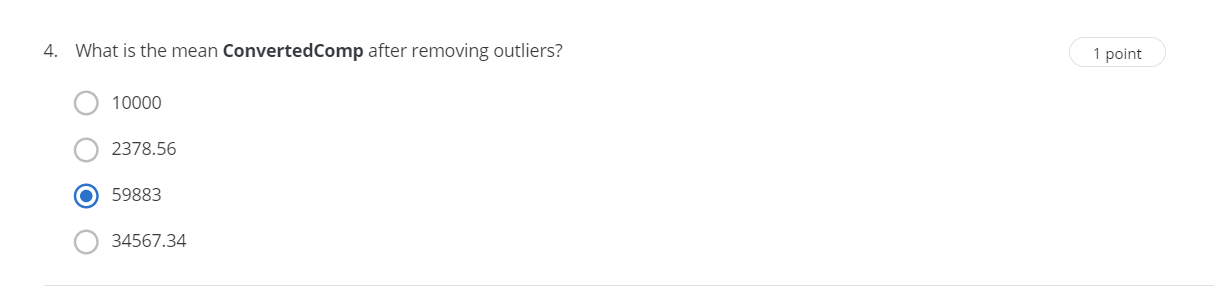 4. What is the mean ConvertedComp after removing outliers?
1 point
10000
2378.56
59883
34567.34